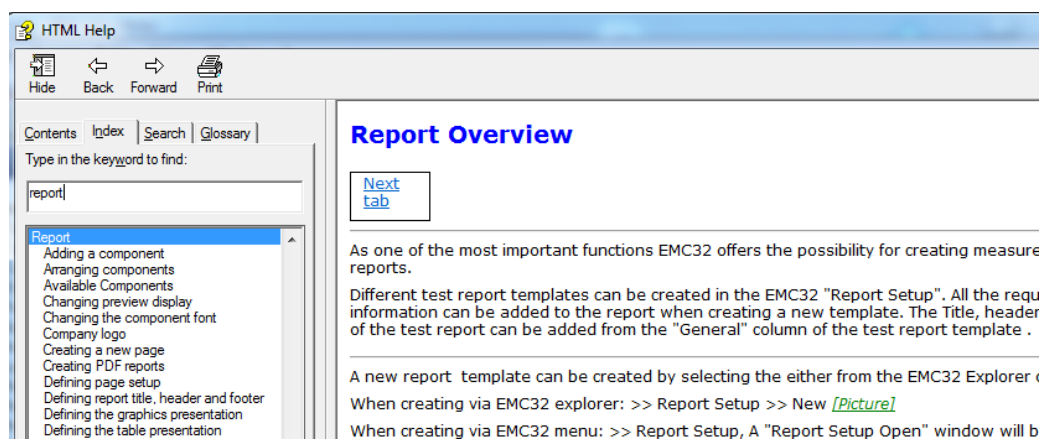 HTML Help
Hide Back Forward Print
Contents Index Search Glossary
Type in the keyword to find:
report
Report
Adding a component
Arranging components
Available Components
Changing preview display
Changing the component font
Company logo
Creating a new page
Creating PDF reports
Defining page setup
Defining report title, header and footer
Defining the graphics presentation
Defining the table presentation
Report Overview
Next
tab
As one of the most important functions EMC32 offers the possibility for creating measure
reports.
Different test report templates can be created in the EMC32 "Report Setup". All the requ
information can be added to the report when creating a new template. The Title, header
of the test report can be added from the "General" column of the test report template .
A new report template can be created by selecting the either from the EMC32 Explorer
When creating via EMC32 explorer: >> Report Setup >> New [Picture]
When creating via EMC32 menu: >> Report Setup, A "Report Setup Open" window will b